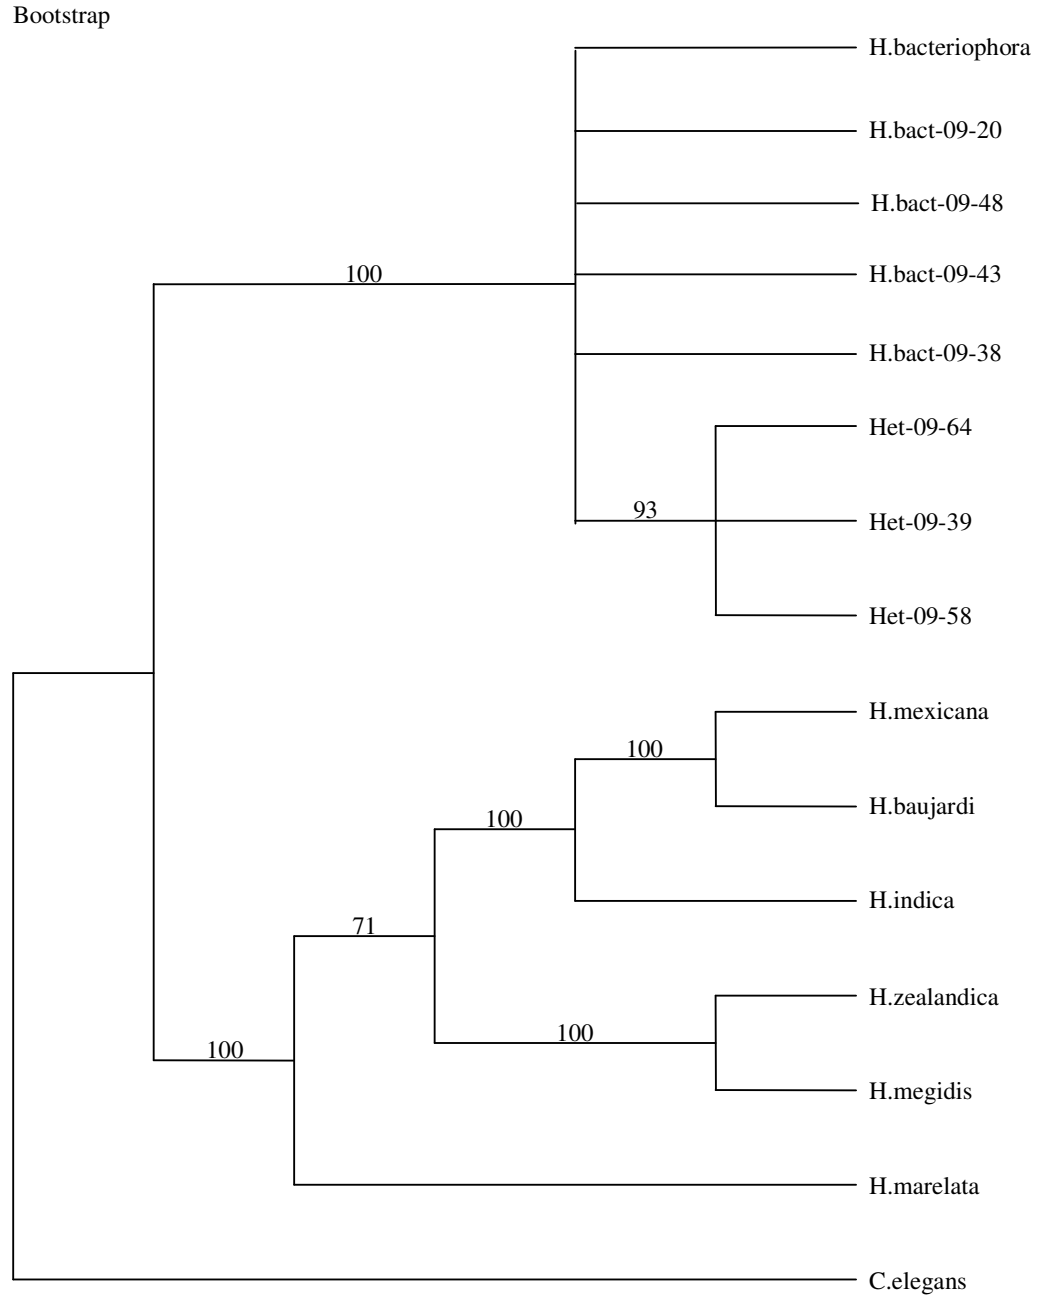 Bootstrap
H.bacteriophora
H.bact-09-20
H.bact-09-48
100
H.bact-09-43
H.bact-09-38
Het-09-64
93
Het-09-39
Het-09-58
H.mexicana
100
H.baujardi
100
H.indica
71
H.zealandica
100
100
H.megidis
H.marelata
C.elegans